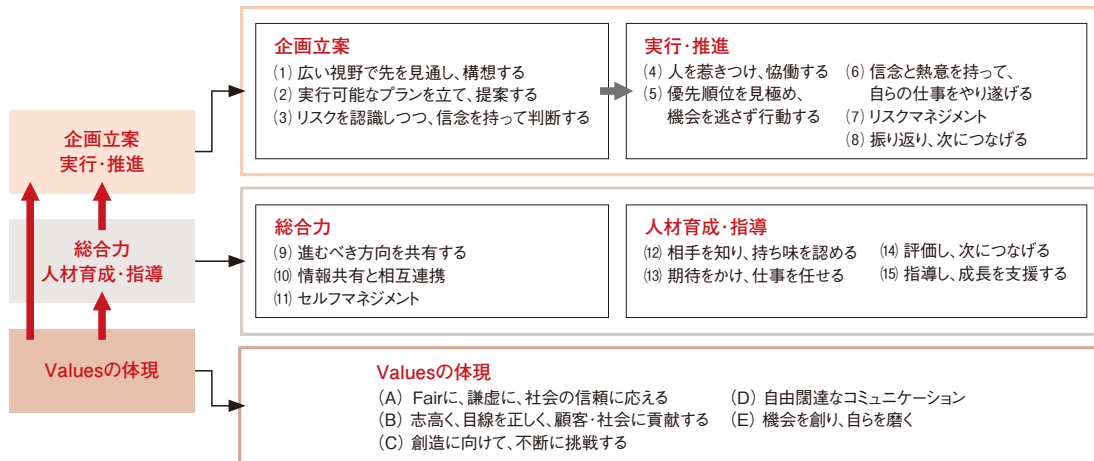 企画立案
実行・推進
総合力
人材育成・指導
Valuesの体現
企画立案
(1) 広い視野で先を見通し、構想する
(2) 実行可能なプランを立て、提案する
(3) リスクを認識しつつ、信念を持って判断する
実行・推進
(4) 人を惹きつけ、恊働する
(5) 優先順位を見極め、
機会を逃さず行動する
(6) 信念と熱意を持って、
自らの仕事をやり遂げる
(7) リスクマネジメント
(8) 振り返り、次につなげる
総合力
(9) 進むべき方向を共有する
(10) 情報共有と相互連携
(11) セルフマネジメント
人材育成・指導
(12) 相手を知り、持ち味を認める
(13) 期待をかけ、仕事を任せる
(14) 評価し、次につなげる
(15) 指導し、成長を支援する
Valuesの体現
(A) Fairに、謙虚に、社会の信頼に応える
(B) 志高く、目線を正しく、顧客・社会に貢献する
(C) 創造に向けて、不断に挑戦する
(D) 自由闊達なコミュニケーション
(E) 機会を創り、自らを磨く